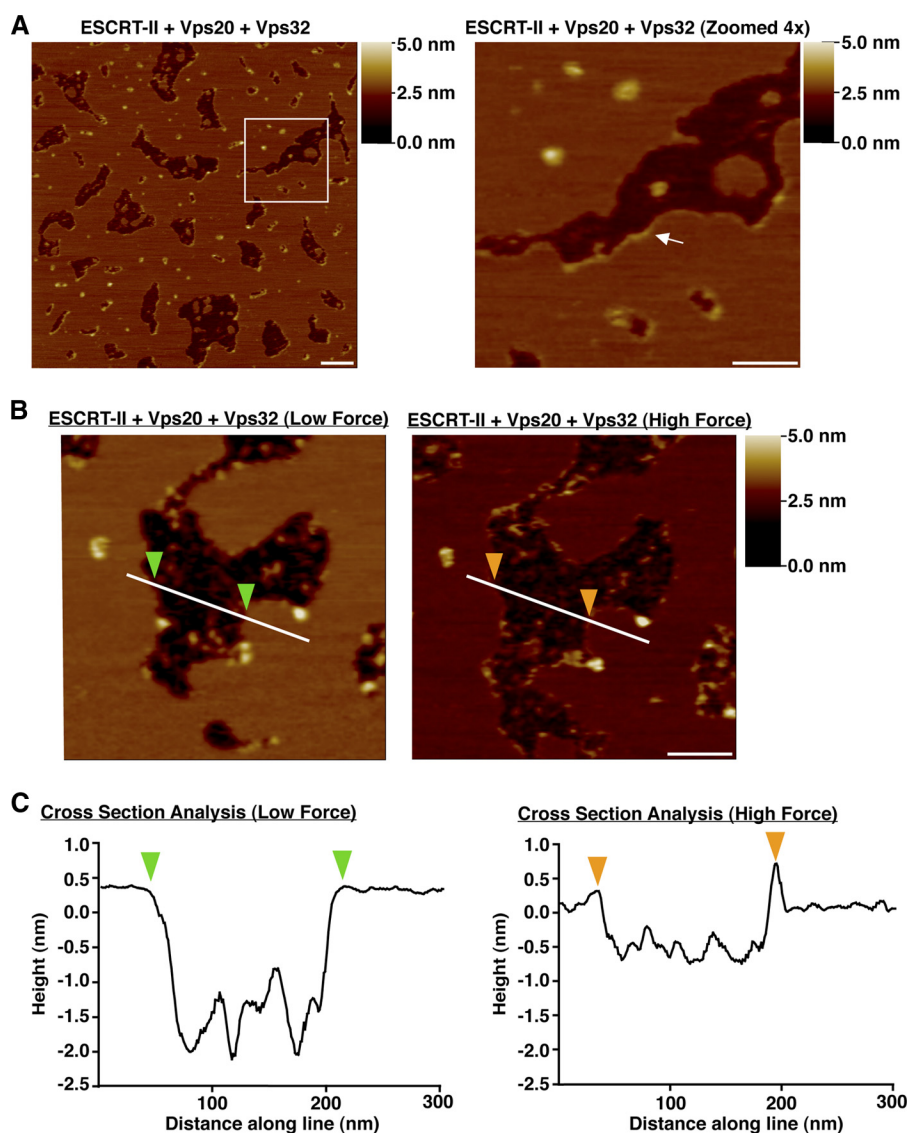 A
ESCRT-II + Vps20 + Vps32
5.0 nm
2.5 nm
0.0 nm
ESCRT-II + Vps20 + Vps32 (Zoomed 4x)
5.0 nm
2.5 nm
0.0 nm
B
ESCRT-II + Vps20 + Vps32 (Low Force)
ESCRT-II + Vps20 + Vps32 (High Force)
5.0 nm
2.5 nm
0.0 nm
C
Cross Section Analysis (Low Force)
Height (nm)
1.0
0.5
0.0
-0.5
-1.0
-1.5
-2.0
-2.5
100
200
300
Distance along line (nm)
Cross Section Analysis (High Force)
Height (nm)
1.0
0.5
0.0
-0.5
-1.0
-1.5
-2.0
-2.5
100
200
300
Distance along line (nm)